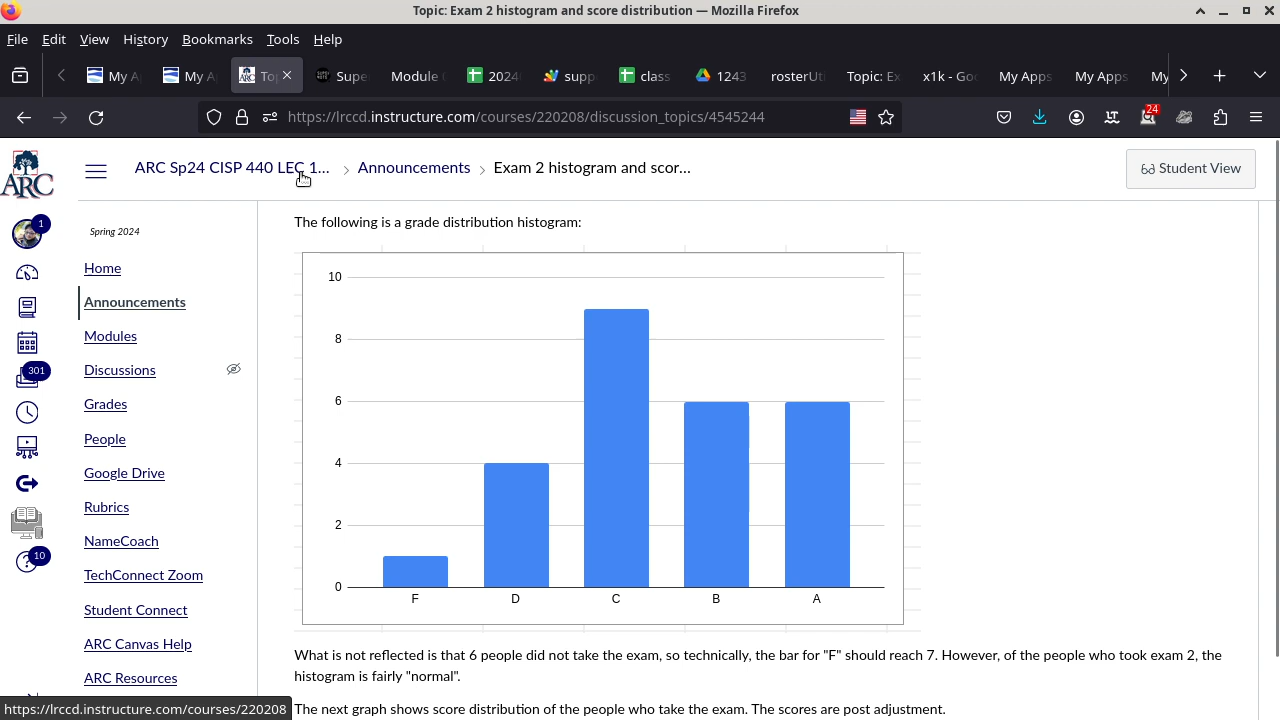 Topic: Exam 2 histogram and score distribution — Mozilla Firefox
File Edit View History Bookmarks Tools Help
My A My A To Supe Module 2024 supp class 1243 rosterUt Topic: Ex x1k - Goo My Apps My Apps My
https://lrccd.instructure.com/courses/220208/discussion_topics/4545244
24
ARC
ARC Sp24 CISP 440 LEC 1... > Announcements > Exam 2 histogram and scor...
Student View
1
301
10
Spring 2024
Home
Announcements
Modules
Discussions
Grades
People
Google Drive
Rubrics
NameCoach
TechConnect Zoom
Student Connect
ARC Canvas Help
ARC Resources
The following is a grade distribution histogram:
10
8
6
4
2
0
F D C B A
What is not reflected is that 6 people did not take the exam, so technically, the bar for "F" should reach 7. However, of the people who took exam 2, the
histogram is fairly "normal".
The next graph shows score distribution of the people who take the exam. The scores are post adjustment.
https://lrccd.instructure.com/courses/220208